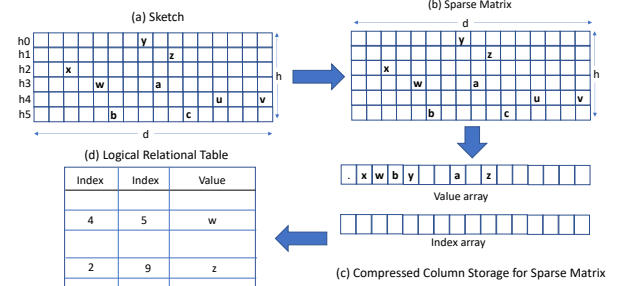 (a) Sketch
h0 y
h1 z
h2 x
h3 w a
h4 u v
h5 b c
h
d
(b) Sparse Matrix
d
y
z
x
w a
u v
b c
h
. x w b y a z
Value array
Index array
(c) Compressed Column Storage for Sparse Matrix
(d) Logical Relational Table
Index Index Value
4 5 w
2 9 z